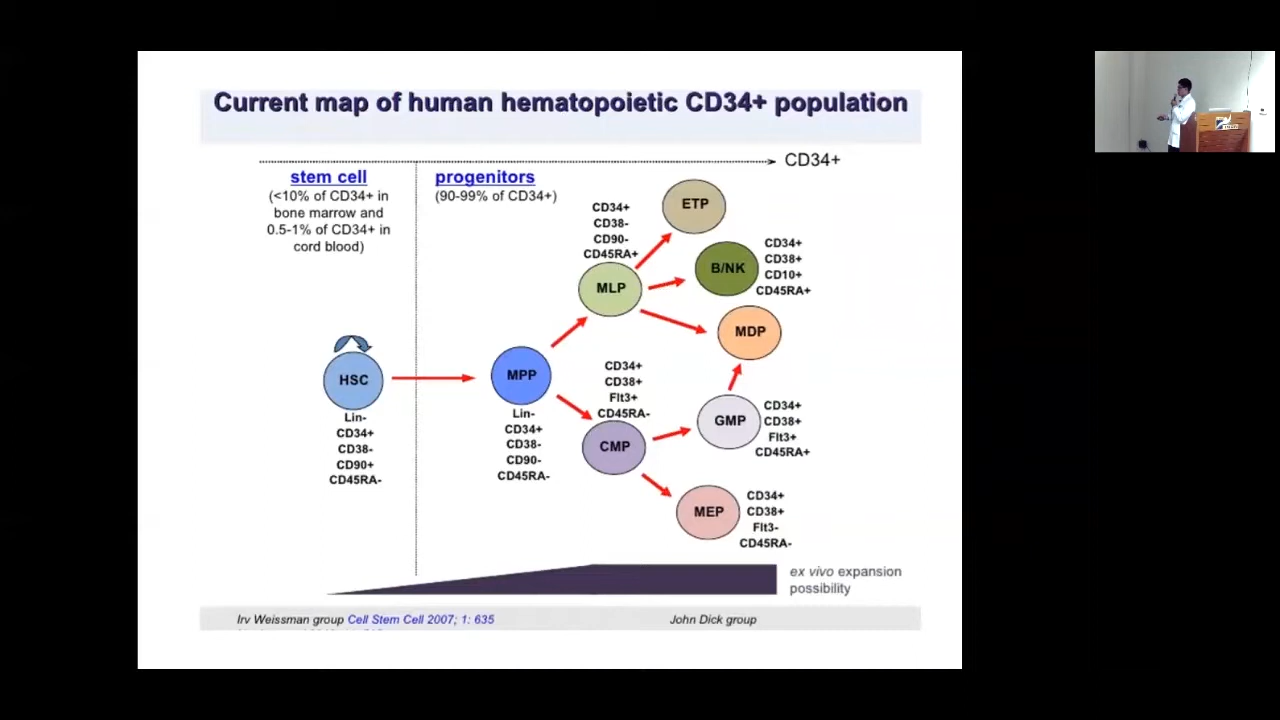 Current map of human hematopoietic CD34+ population
CD34+
stem cell
(<10% of CD34+ in
bone marrow and
0.5-1% of CD34+ in
cord blood)
progenitors
(90-99% of CD34+)
CD34+
CD38-
CD90-
CD45RA+
ETP
MLP
B/NK
CD34+
CD38+
CD10+
CD45RA+
MDP
HSC
Lin-
CD34+
CD38-
CD90+
CD45RA-
MPP
Lin-
CD34+
CD38-
CD90-
CD45RA-
CD34+
CD38+
Flt3+
CD45RA-
CMP
GMP
CD34+
CD38+
Flt3+
CD45RA+
MEP
CD34+
CD38+
Flt3-
CD45RA-
ex vivo expansion
possibility
Irv Weissman group Cell Stem Cell 2007; 1: 635
John Dick group